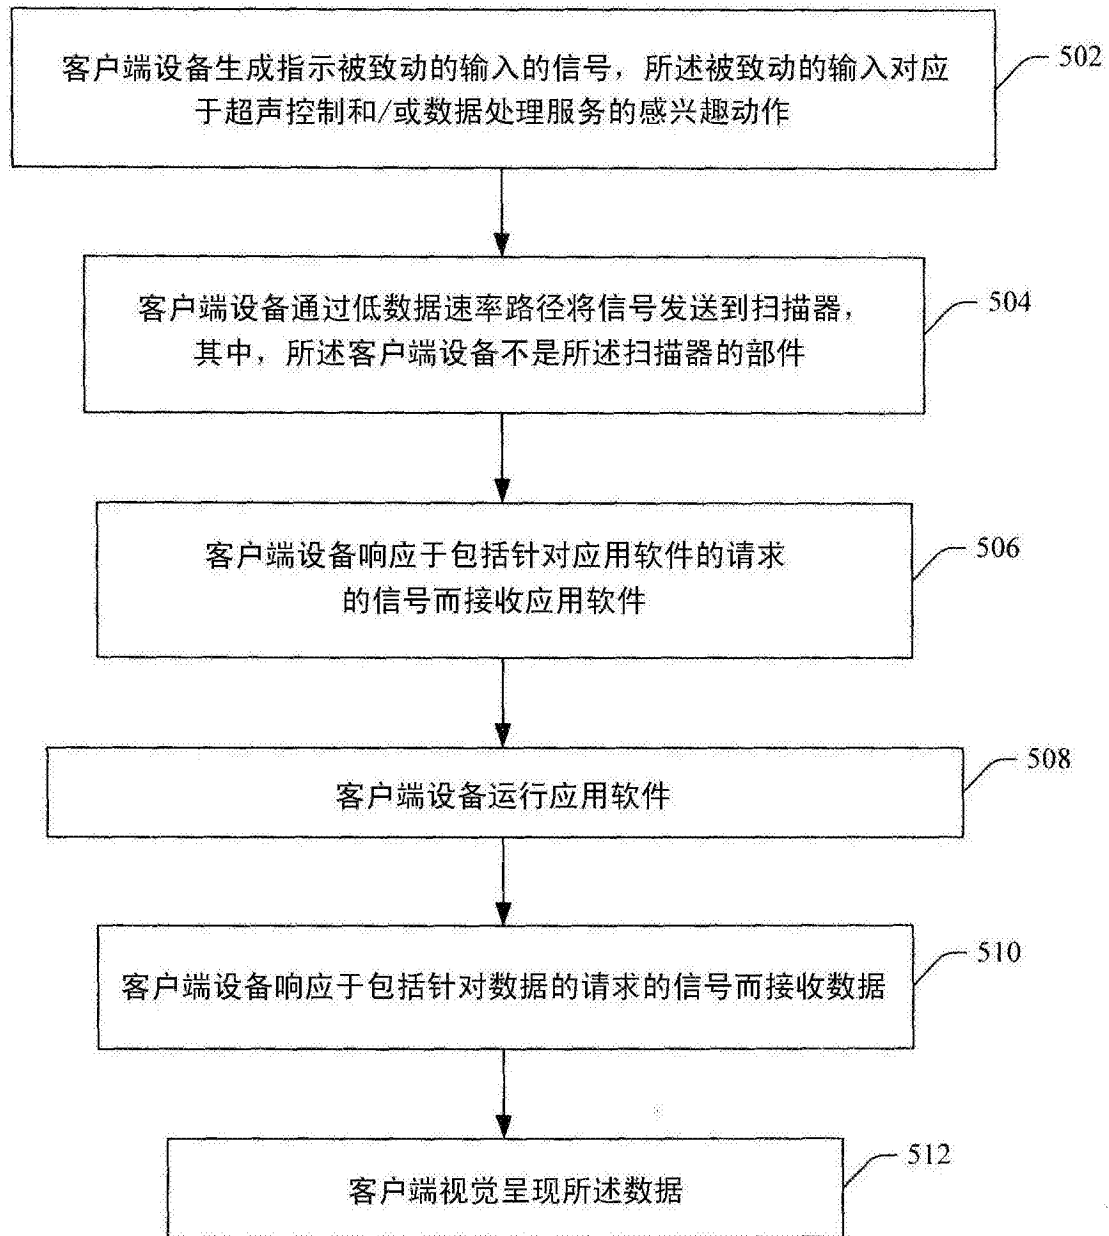 客户端设备生成指示被致动的输入的信号，所述被致动的输入对应
于超声控制和/或数据处理服务的感兴趣动作
502
客户端设备通过低数据速率路径将信号发送到扫描器，
其中，所述客户端设备不是所述扫描器的部件
504
客户端设备响应于包括针对应用软件的请求
的信号而接收应用软件
506
客户端设备运行应用软件
508
客户端设备响应于包括针对数据的请求的信号而接收数据
510
客户端视觉呈现所述数据
512